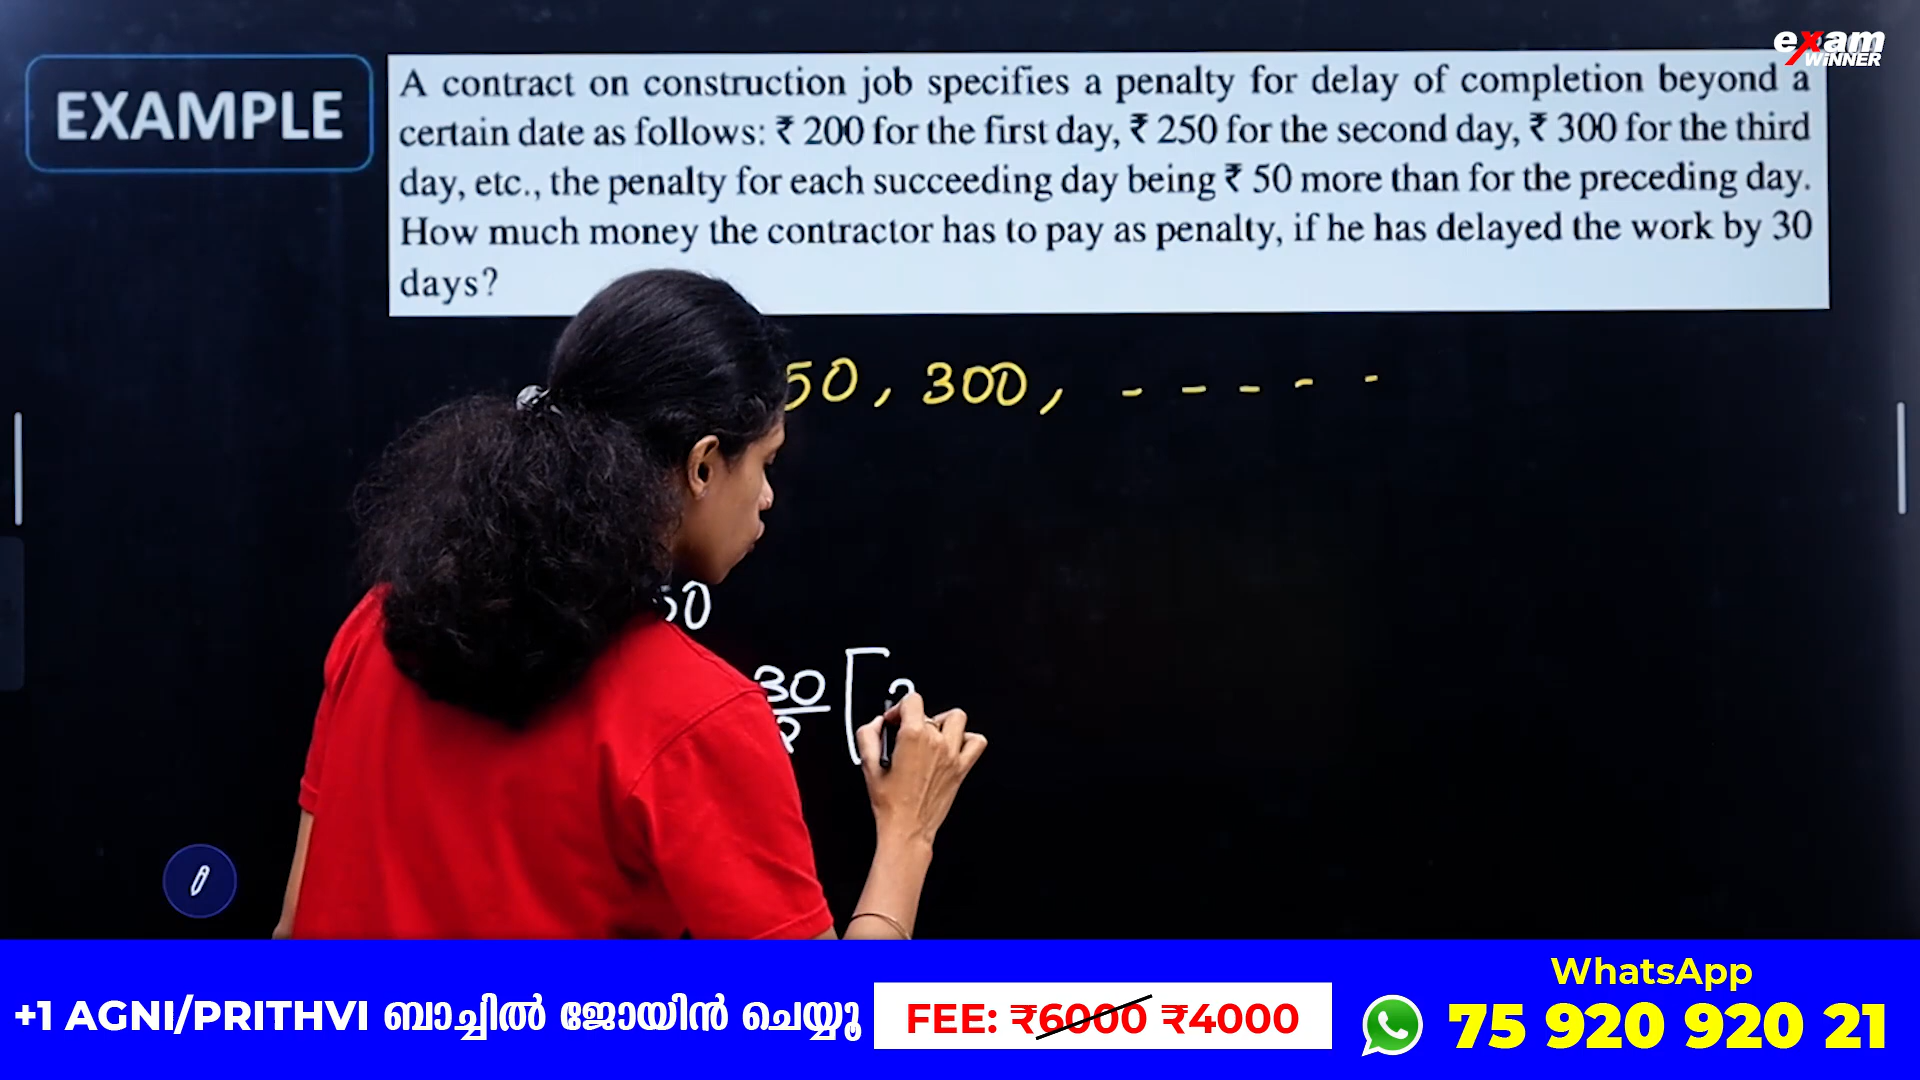 exam
WINNER
EXAMPLE
A contract on construction job specifies a penalty for delay of completion beyond a
certain date as follows: ₹ 200 for the first day, ₹ 250 for the second day, ₹ 300 for the third
day, etc., the penalty for each succeeding day being ₹ 50 more than for the preceding day.
How much money the contractor has to pay as penalty, if he has delayed the work by 30
days?
50 , 300 , - - - - -
50
30
2 [ 2
+1 AGNI/PRITHVI ബാച്ചിൽ ജോയിൻ ചെയ്യൂ
FEE: ₹6000 ₹4000
WhatsApp
75 920 920 21